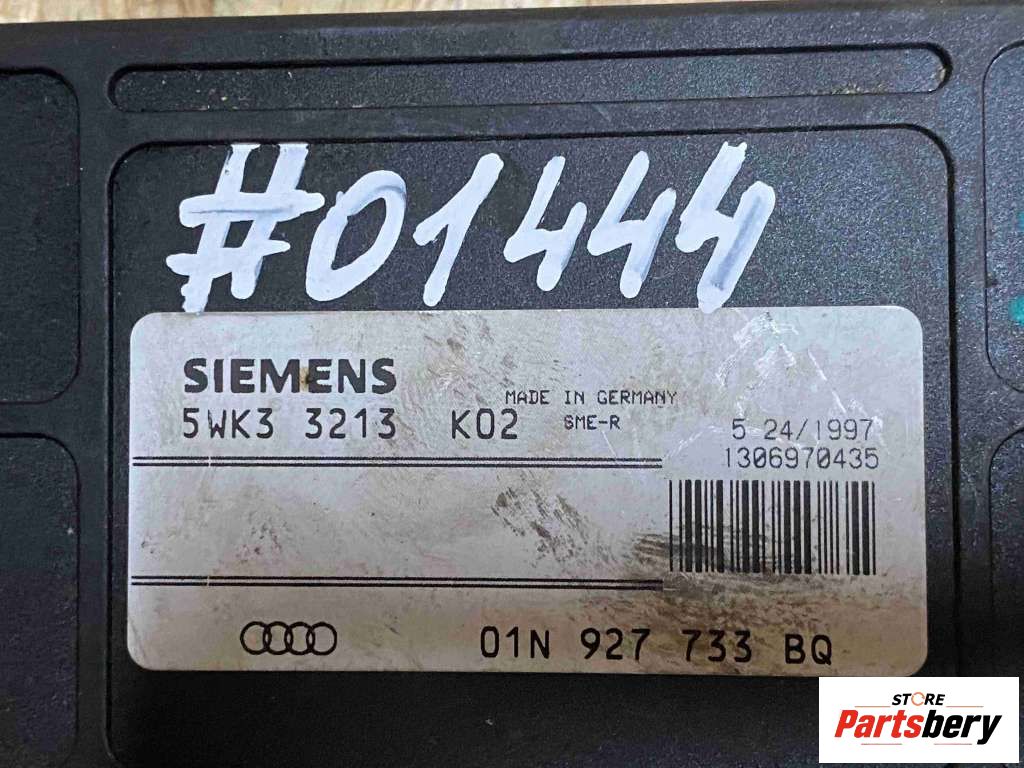 #01444
SIEMENS
MADE IN GERMANY
5WK3 3213 K02 SME-R 5 24/1997
1306970435
01N 927 733 BQ
STORE
Partsbery